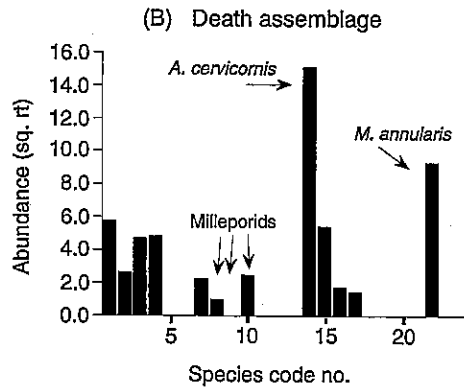 (B) Death assemblage
Abundance (sq. rt)
16.0
14.0
12.0
10.0
8.0
6.0
4.0
2.0
0.0
A. cervicornis
M. annularis
Milleporids
5
10
15
20
Species code no.